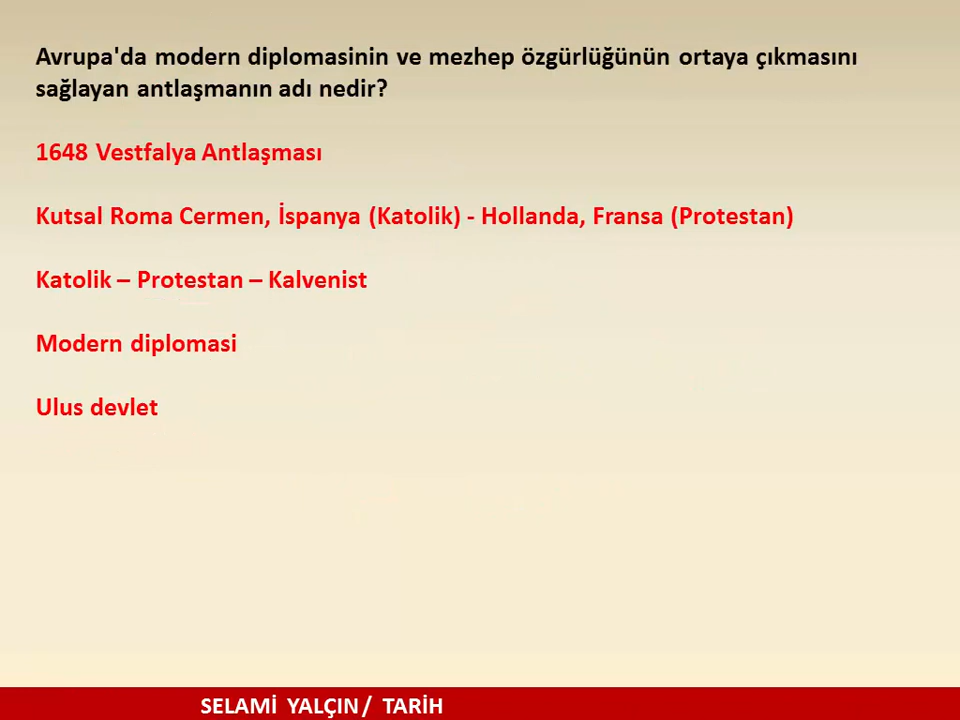 Avrupa'da modern diplomasinin ve mezhep özgürlüğünün ortaya çıkmasını
sağlayan antlaşmanın adı nedir?
1648 Vestfalya Antlaşması
Kutsal Roma Cermen, İspanya (Katolik) - Hollanda, Fransa (Protestan)
Katolik – Protestan – Kalvenist
Modern diplomasi
Ulus devlet
SELAMİ YALÇIN / TARİH